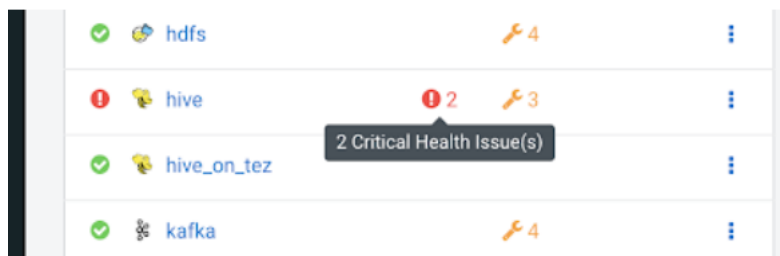 hdfs 4
hive 2 3
2 Critical Health Issue(s)
hive_on_tez
kafka 4